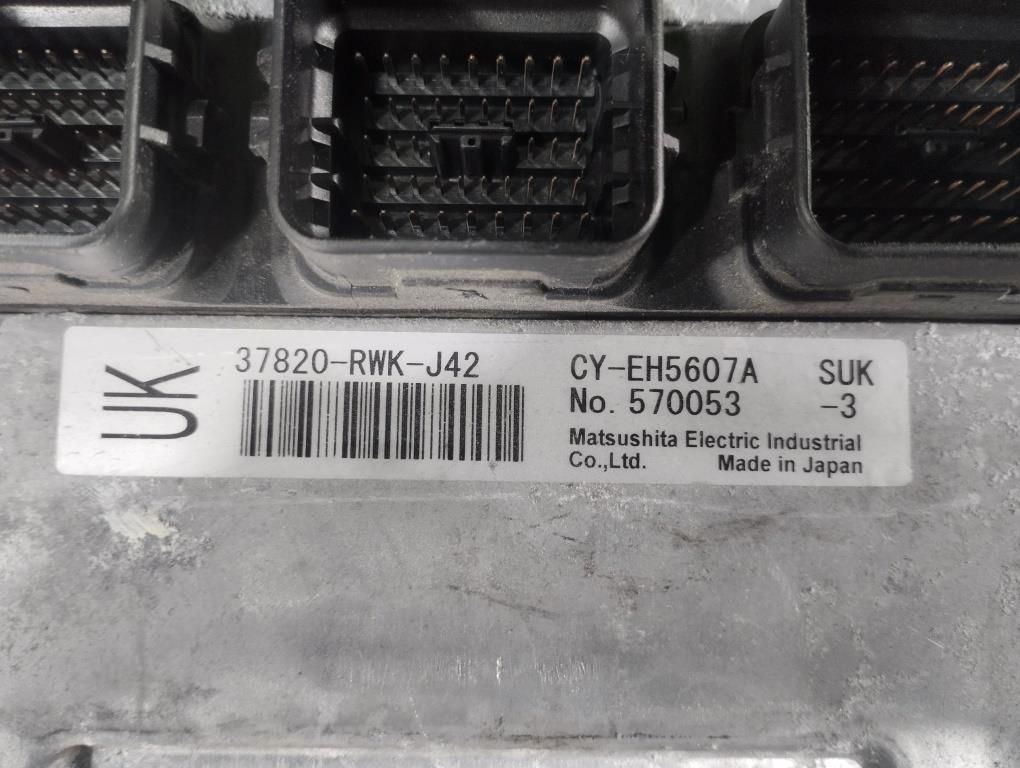 UK
37820-RWK-J42
CY-EH5607A SUK
No. 570053 -3
Matsushita Electric Industrial
Co.,Ltd. Made in Japan